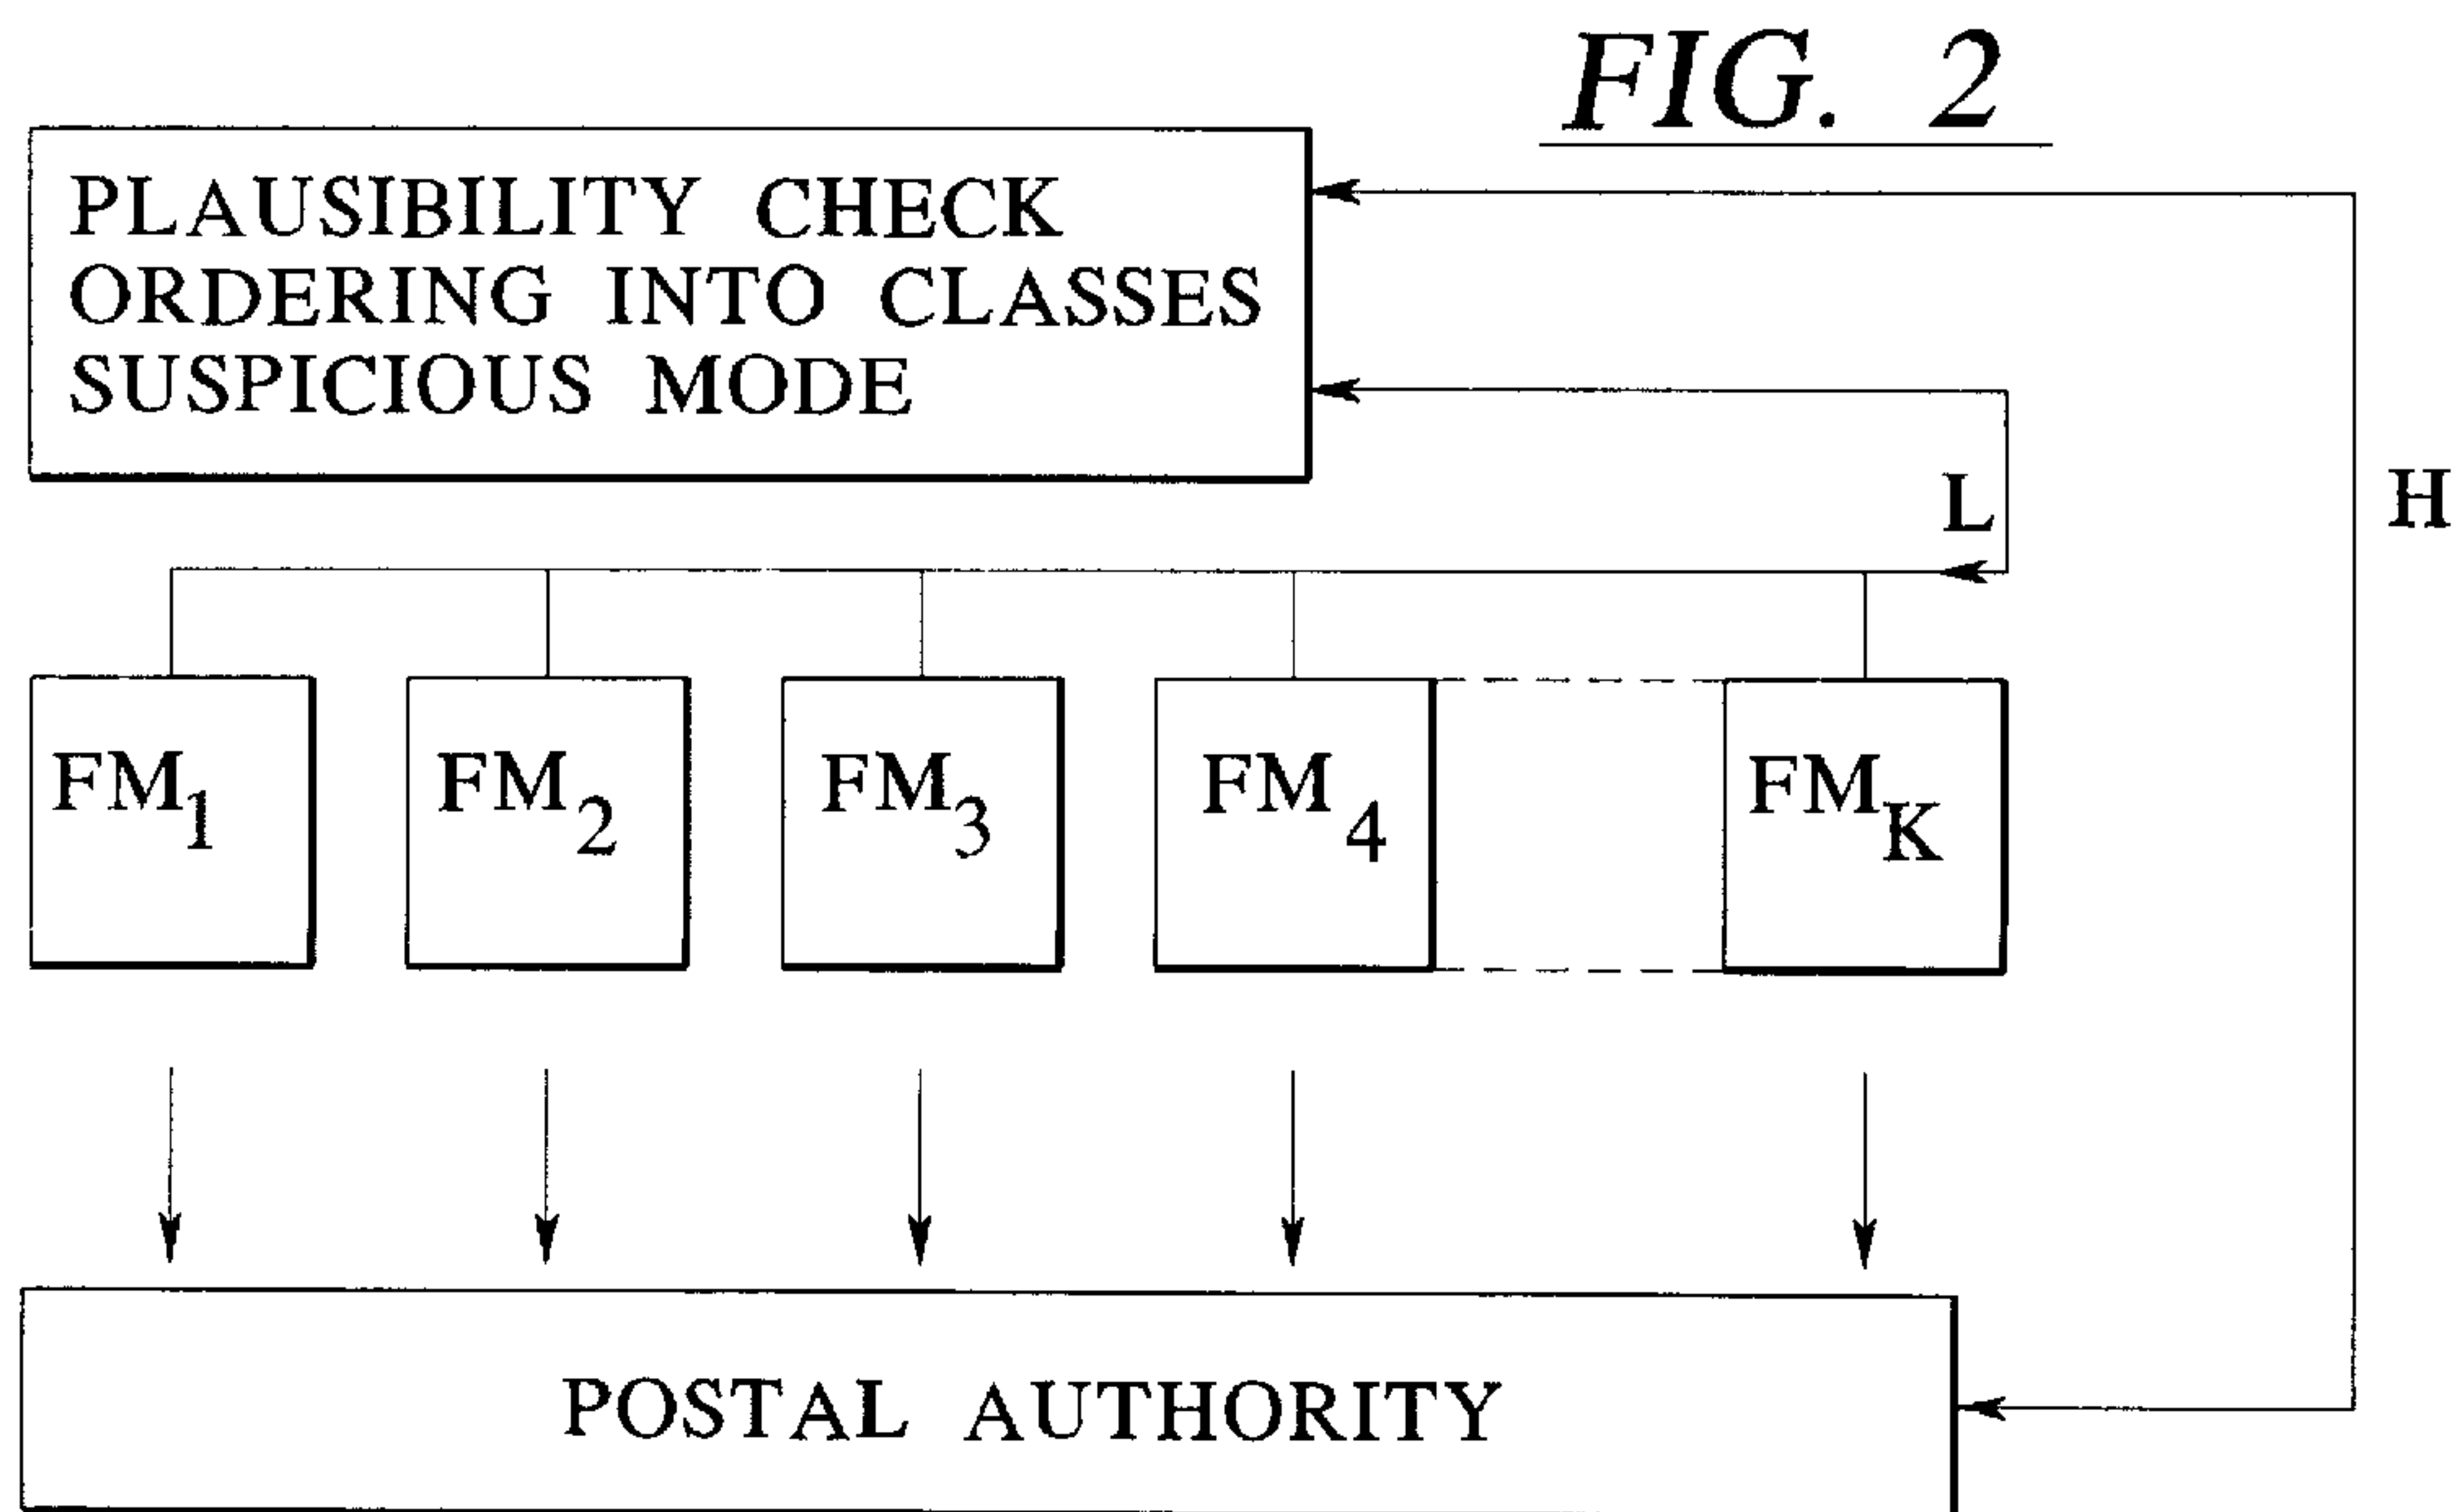 FIG. 2
PLAUSIBILITY CHECK
ORDERING INTO CLASSES
SUSPICIOUS MODE
L
H
FM1
FM2
FM3
FM4
FMK
POSTAL AUTHORITY